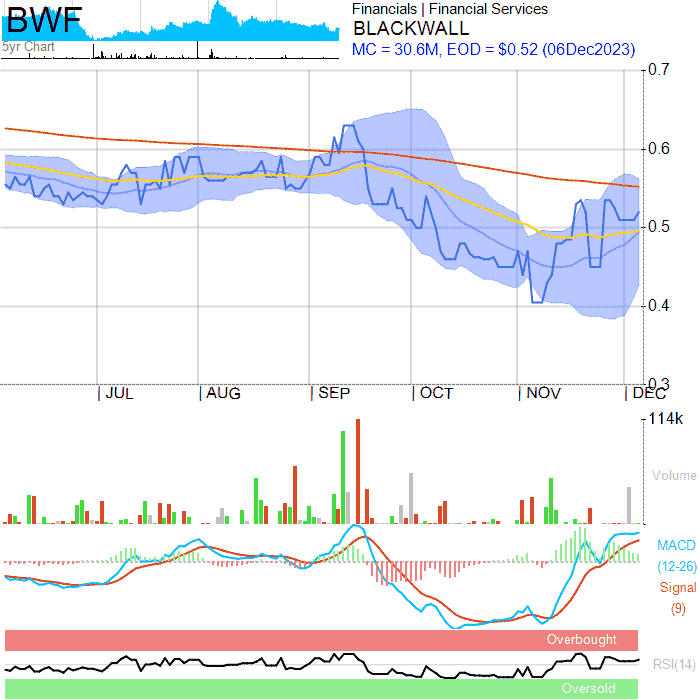 BWF
5yr Chart
Financials | Financial Services
BLACKWALL
MC = 30.6M, EOD = $0.52 (06Dec2023)
0.7
0.6
0.5
0.4
0.3
| JUL | AUG | SEP | OCT | NOV | DEC
114k
Volume
MACD
(12-26)
Signal
(9)
Overbought
RSI(14)
Oversold